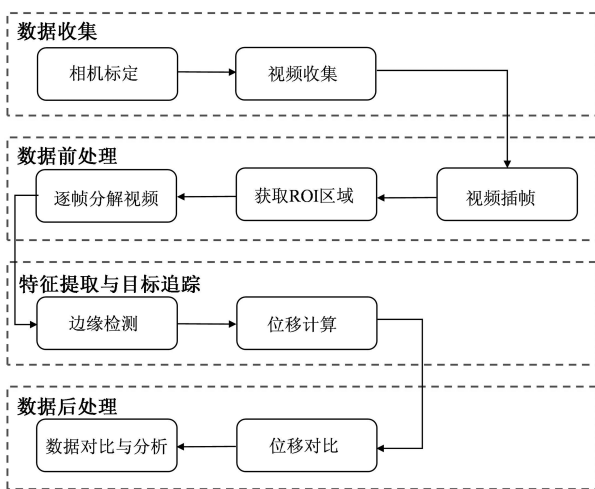 数据收集
相机标定
视频收集
数据前处理
逐帧分解视频
获取ROI区域
视频插帧
特征提取与目标追踪
边缘检测
位移计算
数据后处理
数据对比与分析
位移对比